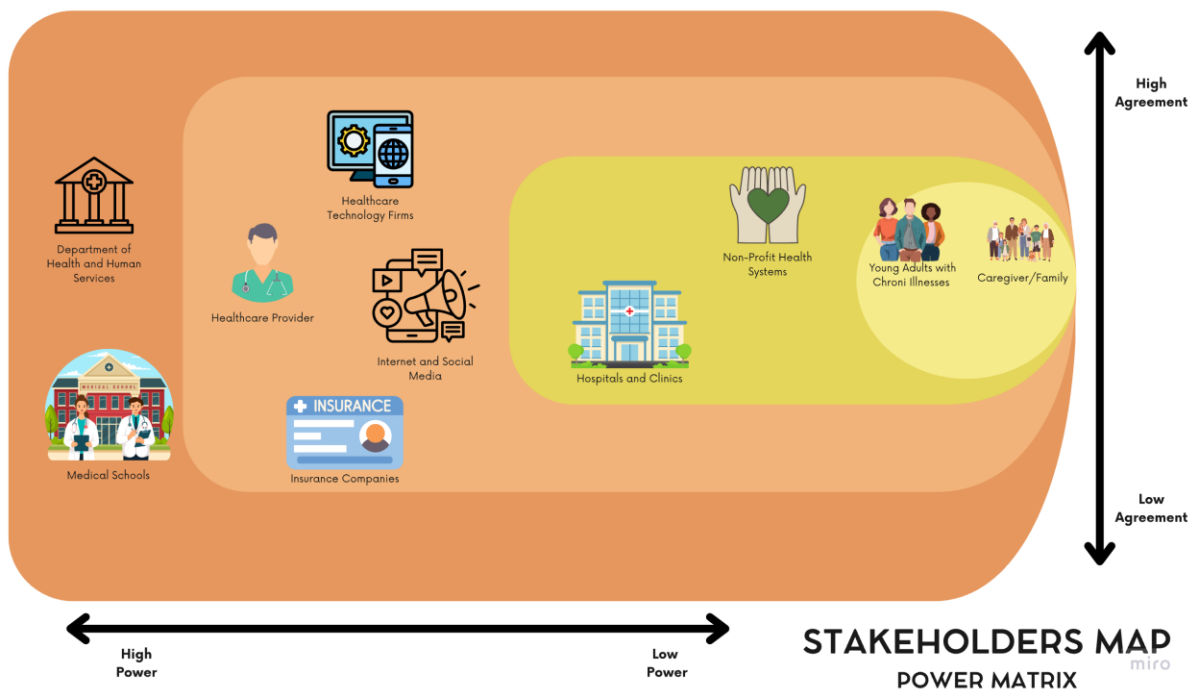 High
Agreement
Healthcare
Technology Firms
Department of
Health and Human
Services
Healthcare Provider
Internet and Social
Media
Non-Profit Health
Systems
Young Adults with
Chroni Illnesses
Caregiver/Family
Hospitals and Clinics
MEDICAL SCHOOL
Medical Schools
INSURANCE
Insurance Companies
Low
Agreement
High
Power
Low
Power
STAKEHOLDERS MAP
miro
POWER MATRIX